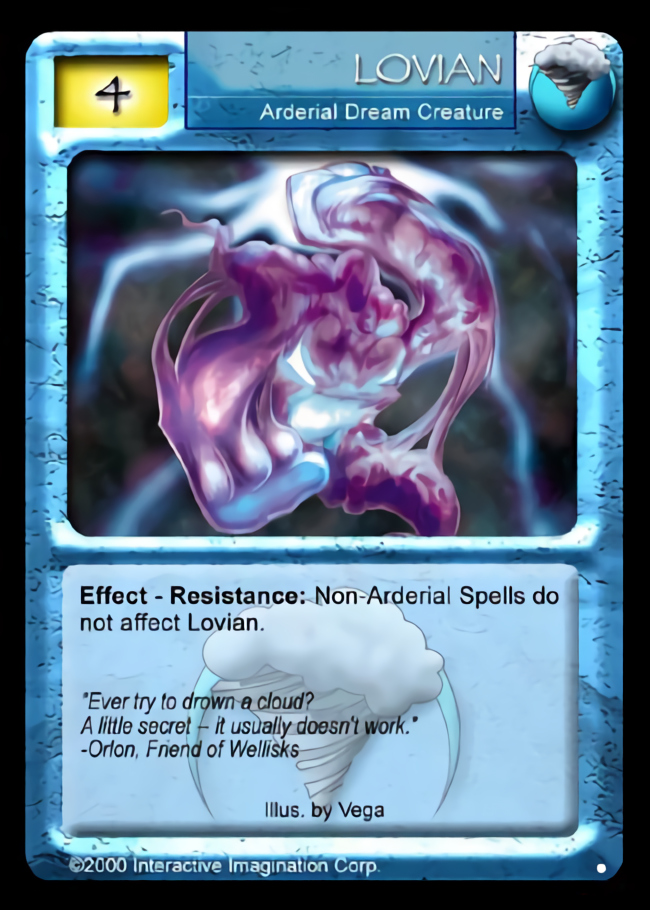 4
LOVIAN
Arderial Dream Creature
Effect - Resistance: Non-Arderial Spells do
not affect Lovian.
"Ever try to drown a cloud?
A little secret – it usually doesn't work."
-Orlon, Friend of Wellisks
Illus. by Vega
©2000 Interactive Imagination Corp.